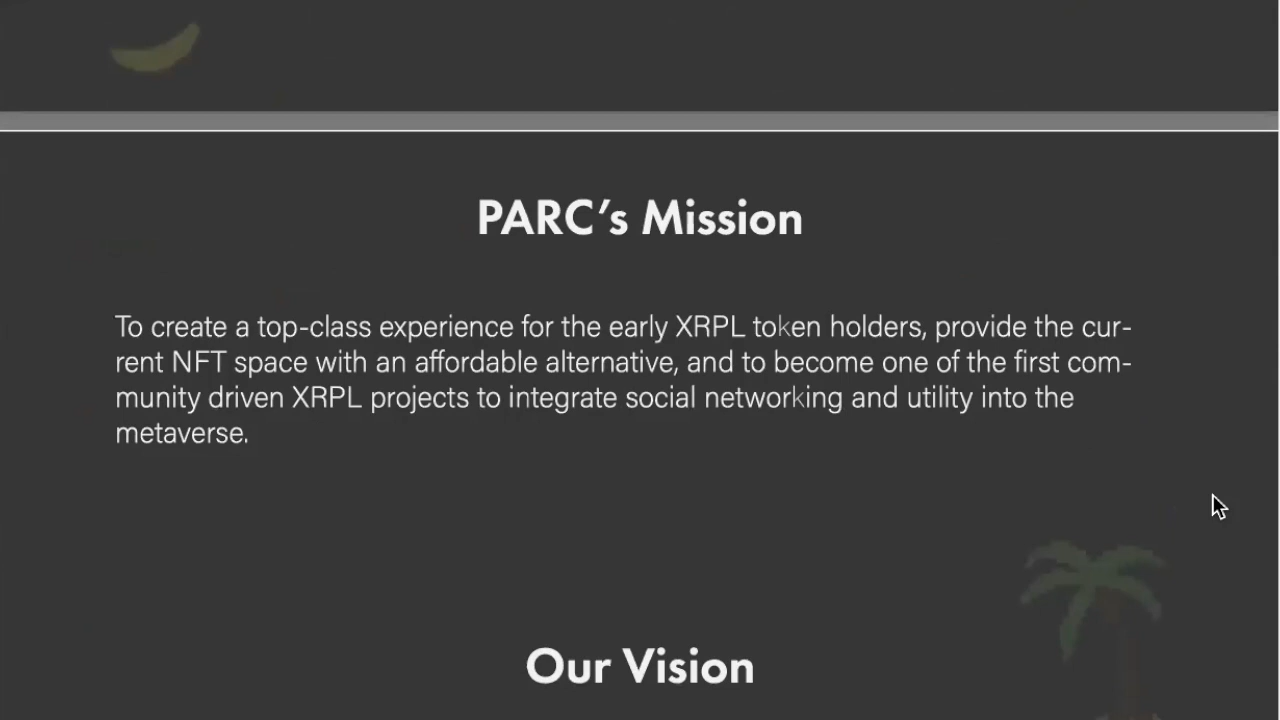 PARC’s Mission
To create a top-class experience for the early XRPL token holders, provide the cur-
rent NFT space with an affordable alternative, and to become one of the first com-
munity driven XRPL projects to integrate social networking and utility into the
metaverse.
Our Vision